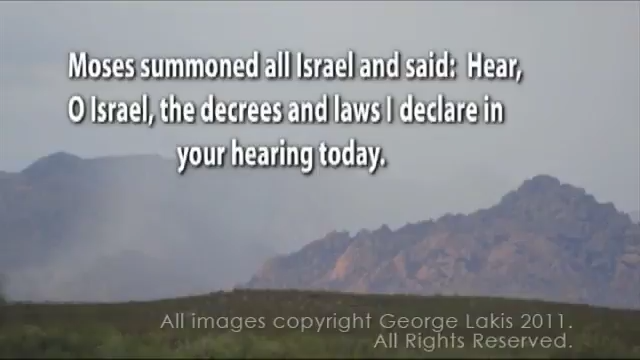 Moses summoned all Israel and said:  Hear,
O Israel, the decrees and laws I declare in
your hearing today.
All images copyright George Lakis 2011.
All Rights Reserved.